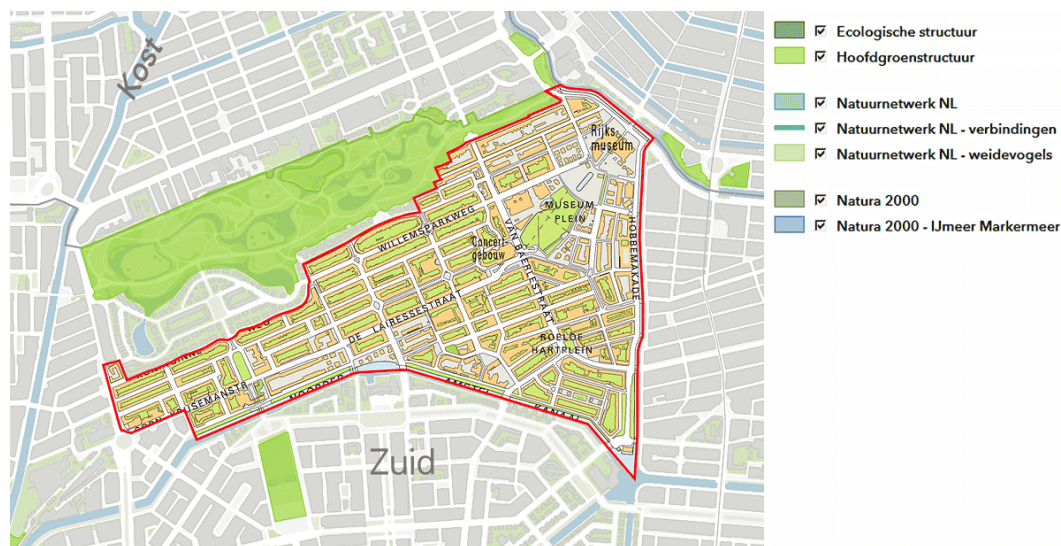 Kost
Rijks-
museum
MUSEUM
PLEIN
WILLEMSPARKWEG
Concert-
gebouw
VAN BAERLESTRAAT
HOBBEMAKADE
DE LAIRESSESTRAAT
ROELOF
HARTPLEIN
AMSTEL
KANAAL
Zuid
Ecologische structuur
Hoofdgroenstructuur
Natuurnetwerk NL
Natuurnetwerk NL - verbindingen
Natuurnetwerk NL - weidevogels
Natura 2000
Natura 2000 - IJmeer Markermeer